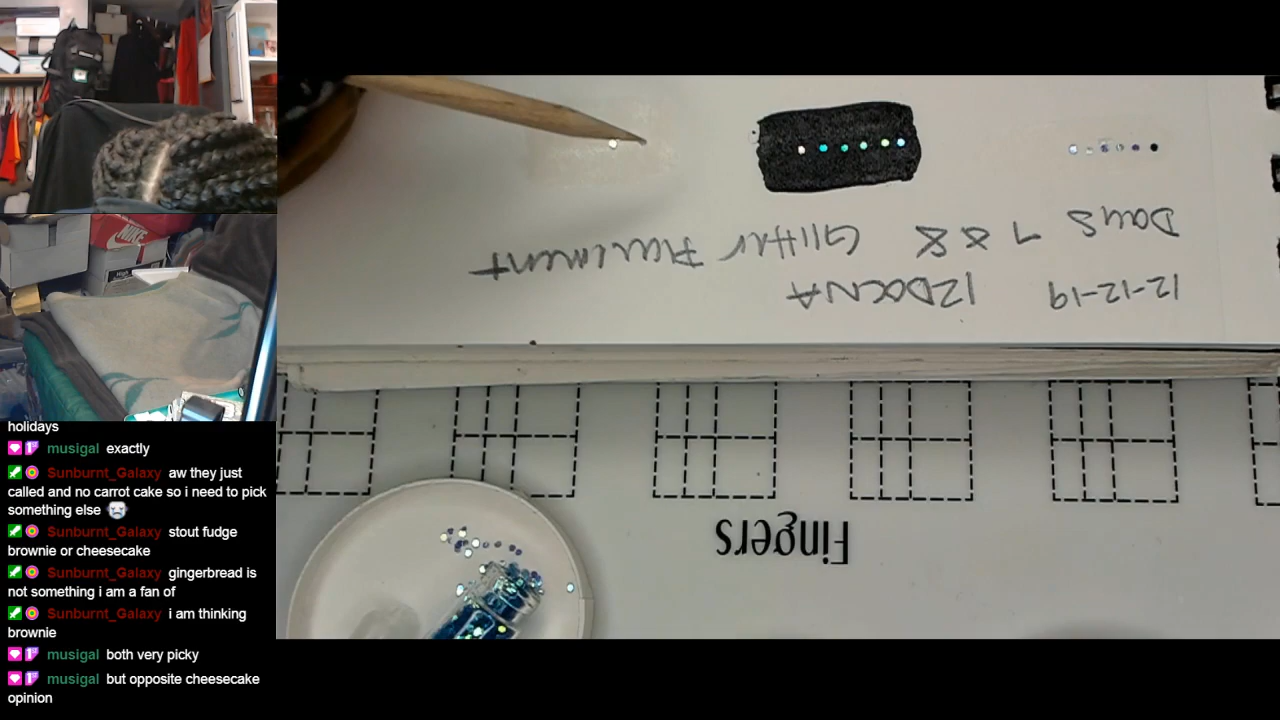 holidays
musigal exactly
Sunburnt_Galaxy aw they just
called and no carrot cake so i need to pick
something else
Sunburnt_Galaxy stout fudge
brownie or cheesecake
Sunburnt_Galaxy gingerbread is
not something i am a fan of
Sunburnt_Galaxy i am thinking
brownie
musigal both very picky
musigal but opposite cheesecake
opinion
NIKE
12-12-19 12DOCNA
Days 7 & 8 Glitter Placement
Fingers